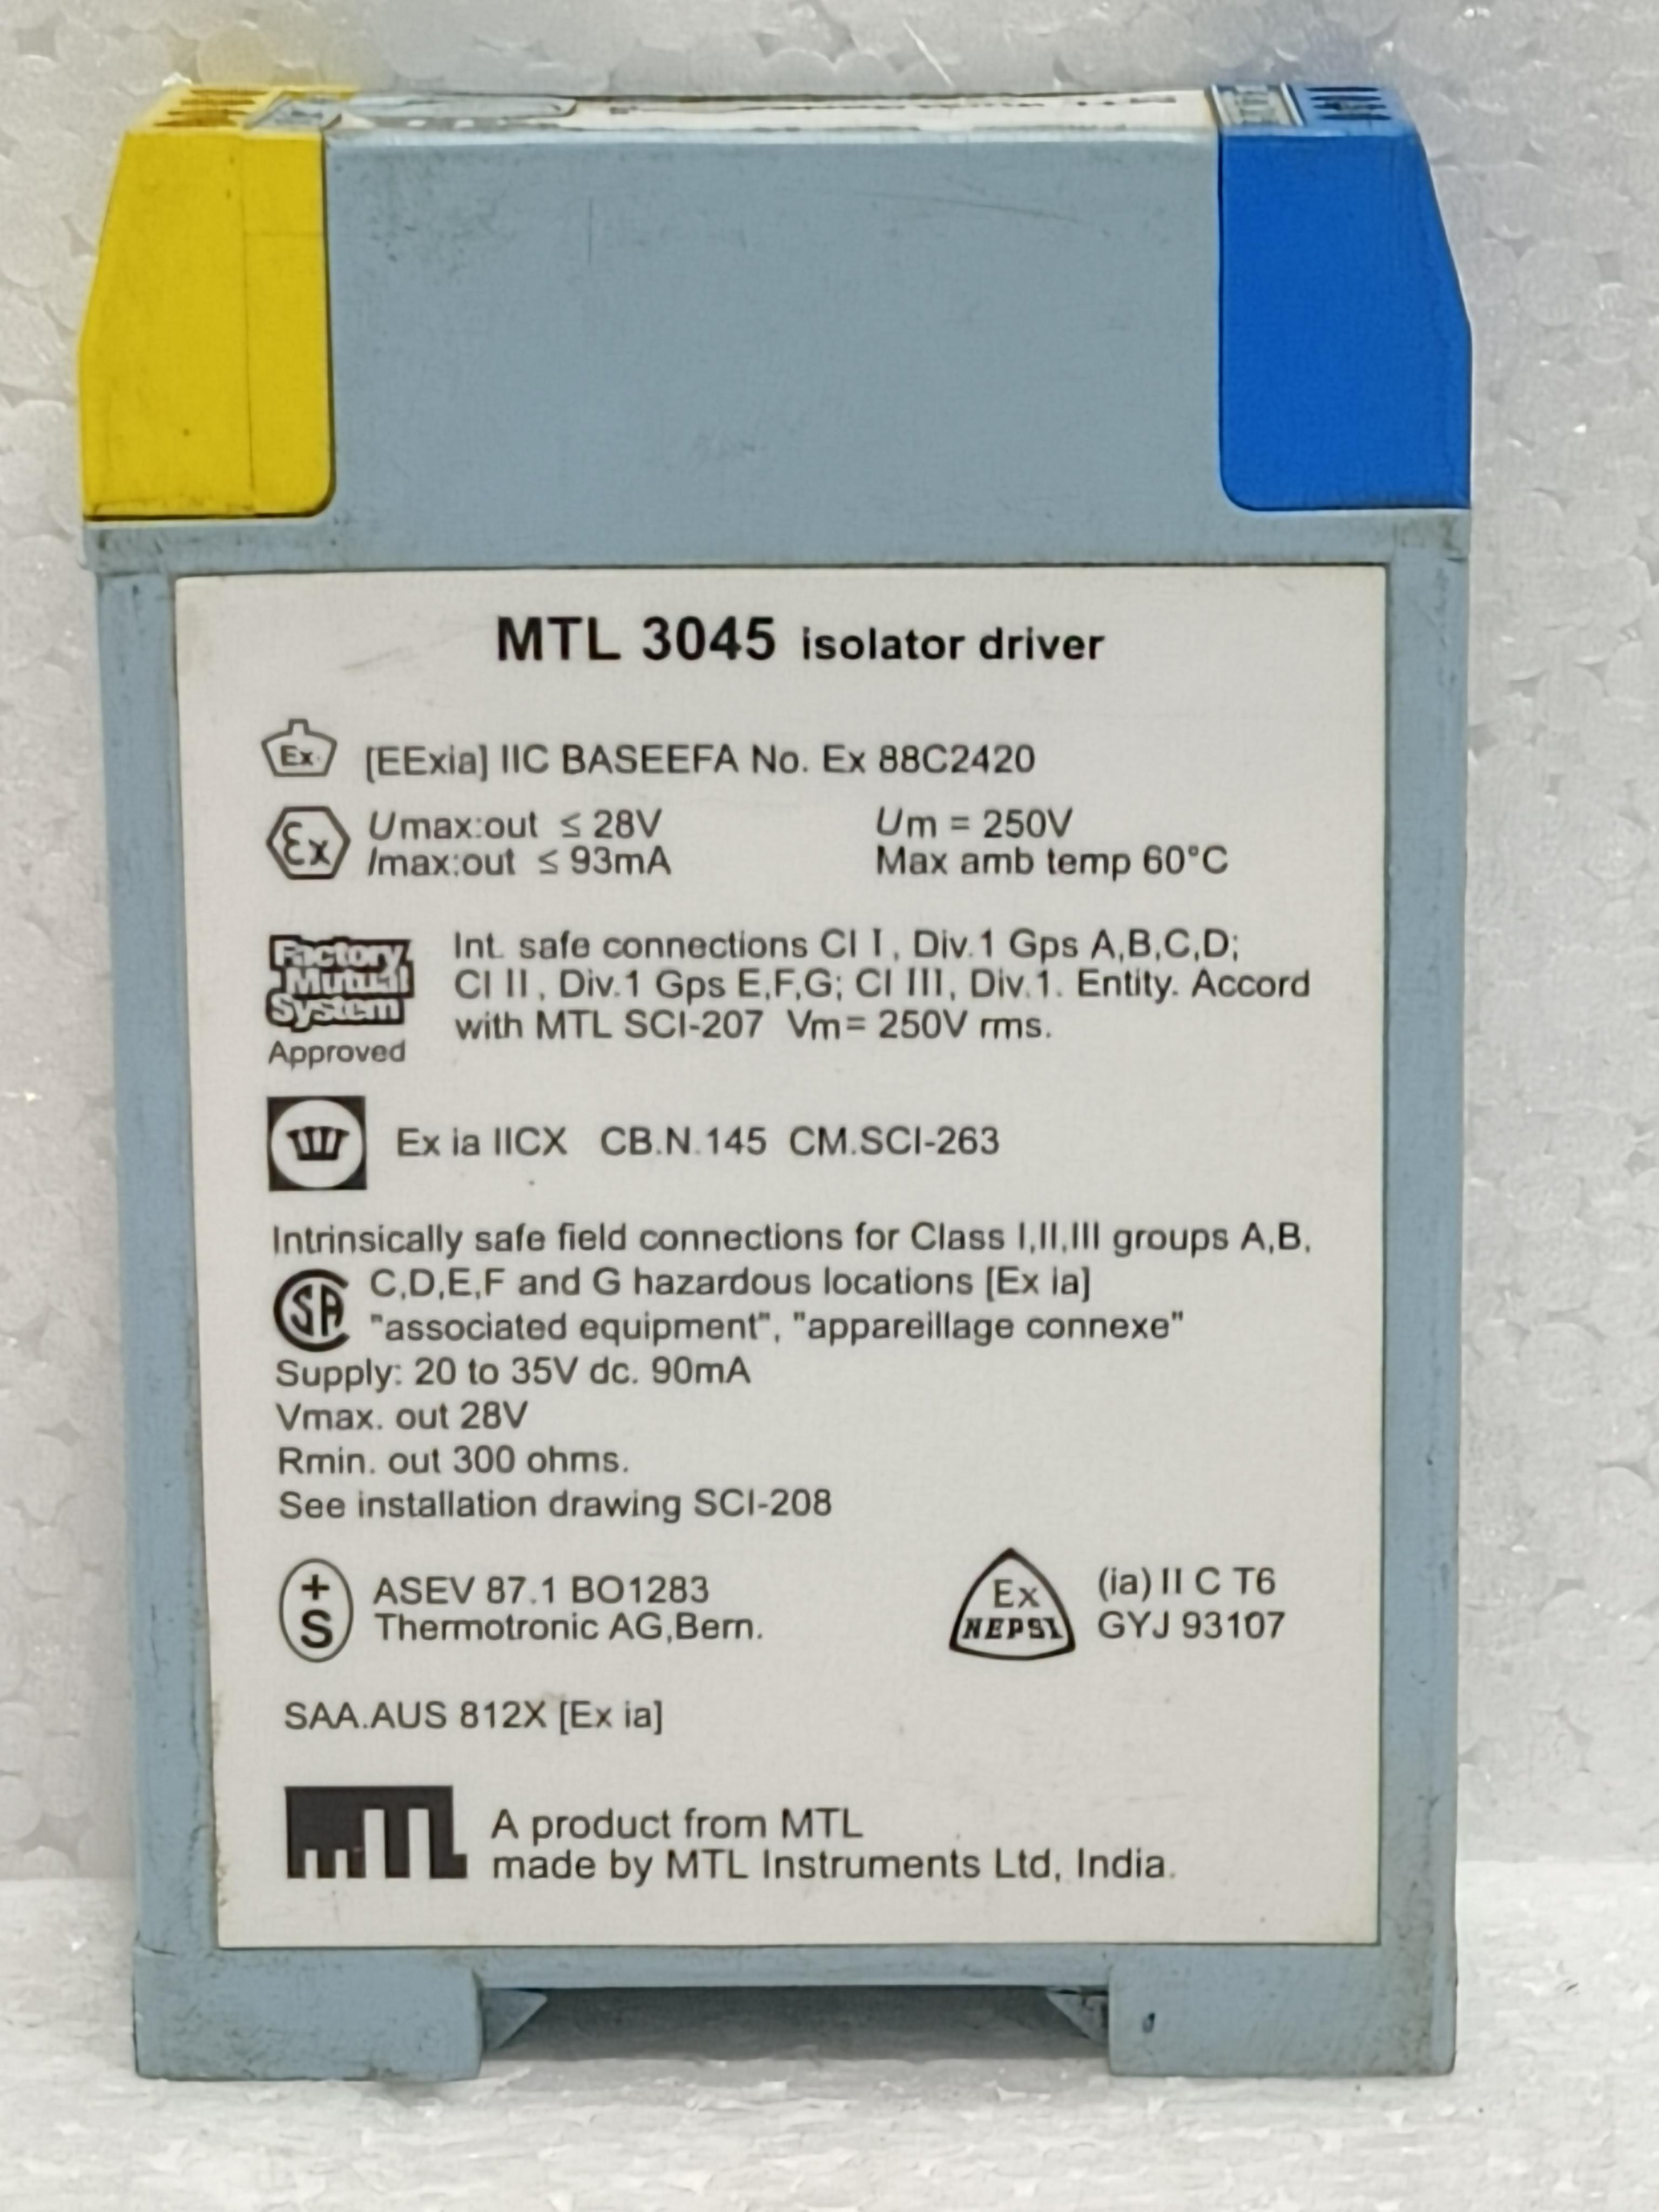 MTL 3045 isolator driver
Ex
[EExia] IIC BASEEFA No. Ex 88C2420
Ex
Umax:out ≤ 28V
Um = 250V
Imax:out ≤ 93mA
Max amb temp 60°C
Factory
Mutual
System
Approved
Int. safe connections Cl I, Div.1 Gps A,B,C,D;
Cl II, Div.1 Gps E,F,G; Cl III, Div.1. Entity. Accord
with MTL SCI-207 Vm= 250V rms.
Ex ia IICX CB.N.145 CM.SCI-263
Intrinsically safe field connections for Class I,II,III groups A,B,
C,D,E,F and G hazardous locations [Ex ia]
SA
"associated equipment", "appareillage connexe"
Supply: 20 to 35V dc. 90mA
Vmax. out 28V
Rmin. out 300 ohms.
See installation drawing SCI-208
+
S
ASEV 87.1 BO1283
Thermotronic AG,Bern.
Ex
NEPSI
(ia) II C T6
GYJ 93107
SAA.AUS 812X [Ex ia]
MTL
A product from MTL
made by MTL Instruments Ltd, India.